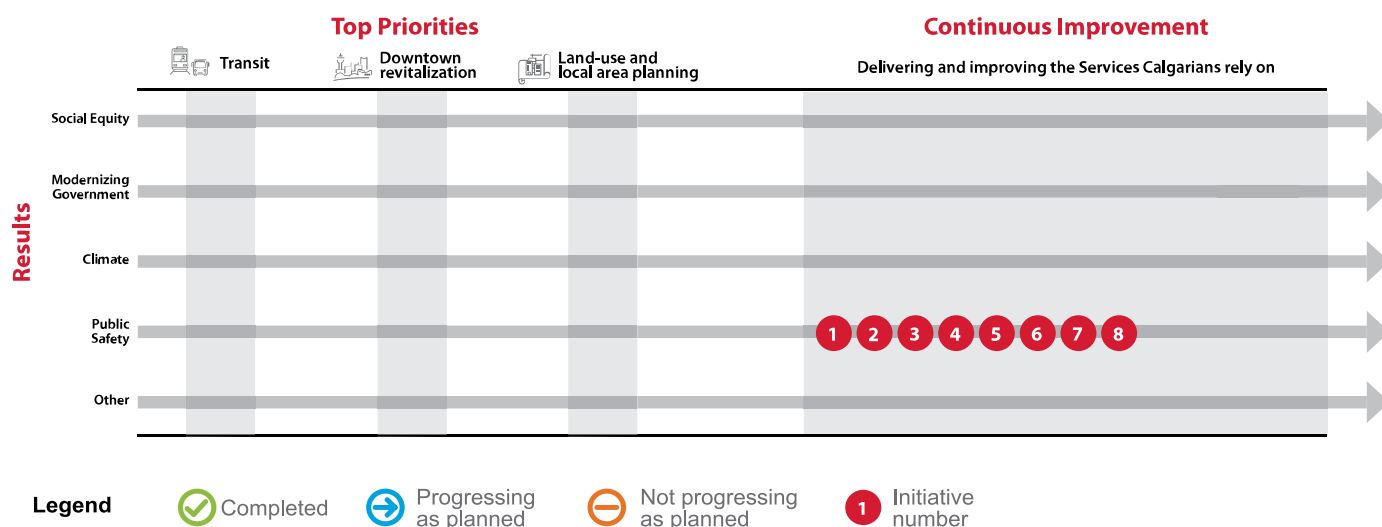 Top Priorities
Continuous Improvement
Transit
Downtown
revitalization
Land-use and
local area planning
Delivering and improving the Services Calgarians rely on
Results
Social Equity
Modernizing
Government
Climate
Public
Safety
1 2 3 4 5 6 7 8
Other
Legend
Completed
Progressing
as planned
Not progressing
as planned
1
Initiative
number